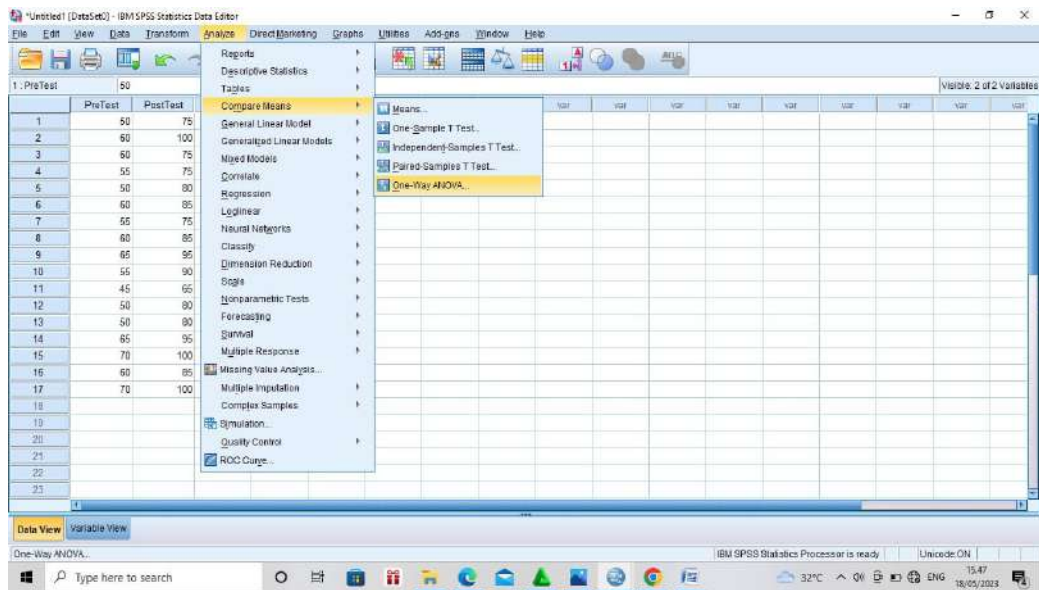 *Untitled1 [DataSet0] - IBM SPSS Statistics Data Editor
File Edit View Data Transform Analyze Direct Marketing Graphs Utilities Add-ons Window Help
1 : PreTest 50 Visible: 2 of 2 Variables
PreTest PostTest var var var var var var var var var
1 50 75
2 60 100
3 60 75
4 55 75
5 50 80
6 60 85
7 55 75
8 60 85
9 65 95
10 55 90
11 45 65
12 50 80
13 50 80
14 65 95
15 70 100
16 60 85
17 70 100
18
19
20
21
22
23
Reports
Descriptive Statistics
Tables
Compare Means
General Linear Model
Generalized Linear Models
Mixed Models
Correlate
Regression
Loglinear
Neural Networks
Classify
Dimension Reduction
Scale
Nonparametric Tests
Forecasting
Survival
Multiple Response
Missing Value Analysis...
Multiple Imputation
Complex Samples
Simulation...
Quality Control
ROC Curve...
Means...
One-Sample T Test...
Independent-Samples T Test...
Paired-Samples T Test...
One-Way ANOVA...
Data View Variable View
One-Way ANOVA... IBM SPSS Statistics Processor is ready Unicode:ON
Type here to search 32°C ENG 15.47
18/05/2023